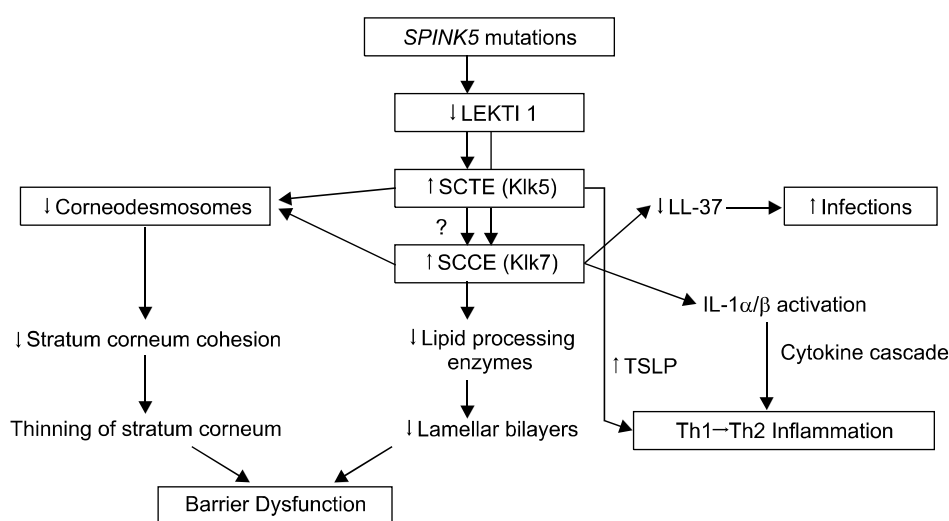 SPINK5 mutations
↓LEKTI 1
↑SCTE (Klk5)
↓Corneodesmosomes
↓LL-37
↑Infections
?
↑SCCE (Klk7)
IL-1α/β activation
↓Stratum corneum cohesion
↓Lipid processing
enzymes
Cytokine cascade
↑TSLP
Thinning of stratum corneum
↓Lamellar bilayers
Th1→Th2 Inflammation
Barrier Dysfunction